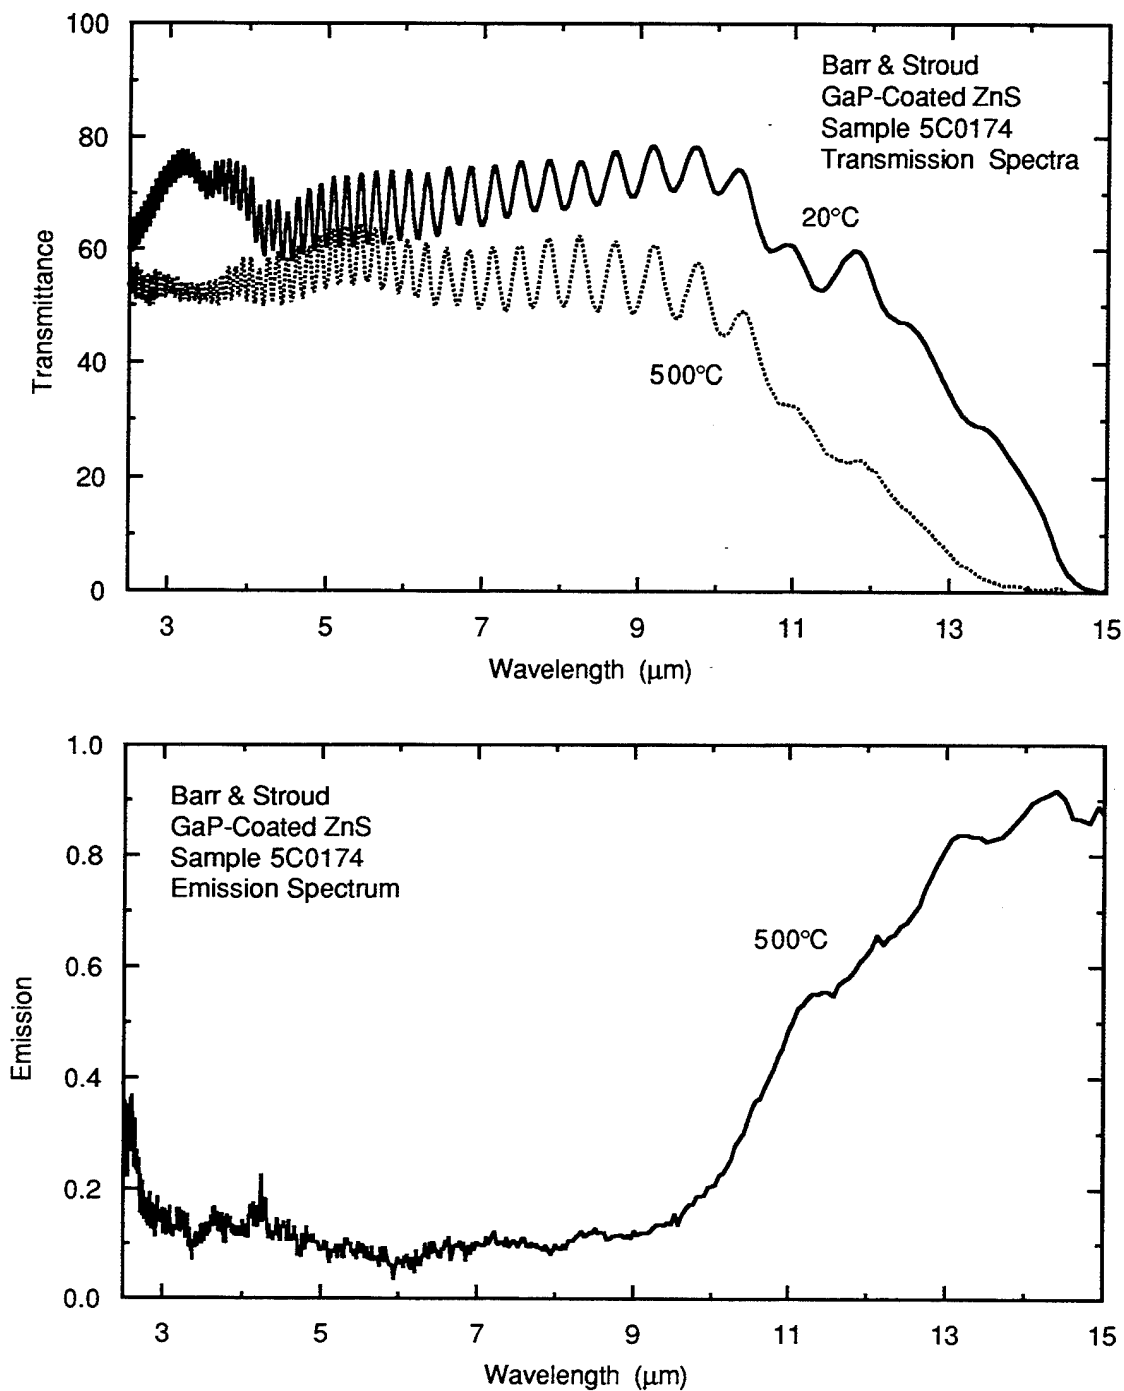 100
80
60
40
20
0
Transmittance
Barr & Stroud
GaP-Coated ZnS
Sample 5C0174
Transmission Spectra
20°C
500°C
3 5 7 9 11 13 15
Wavelength (μm)
1.0
0.8
0.6
0.4
0.2
0.0
Emission
Barr & Stroud
GaP-Coated ZnS
Sample 5C0174
Emission Spectrum
500°C
3 5 7 9 11 13 15
Wavelength (μm)